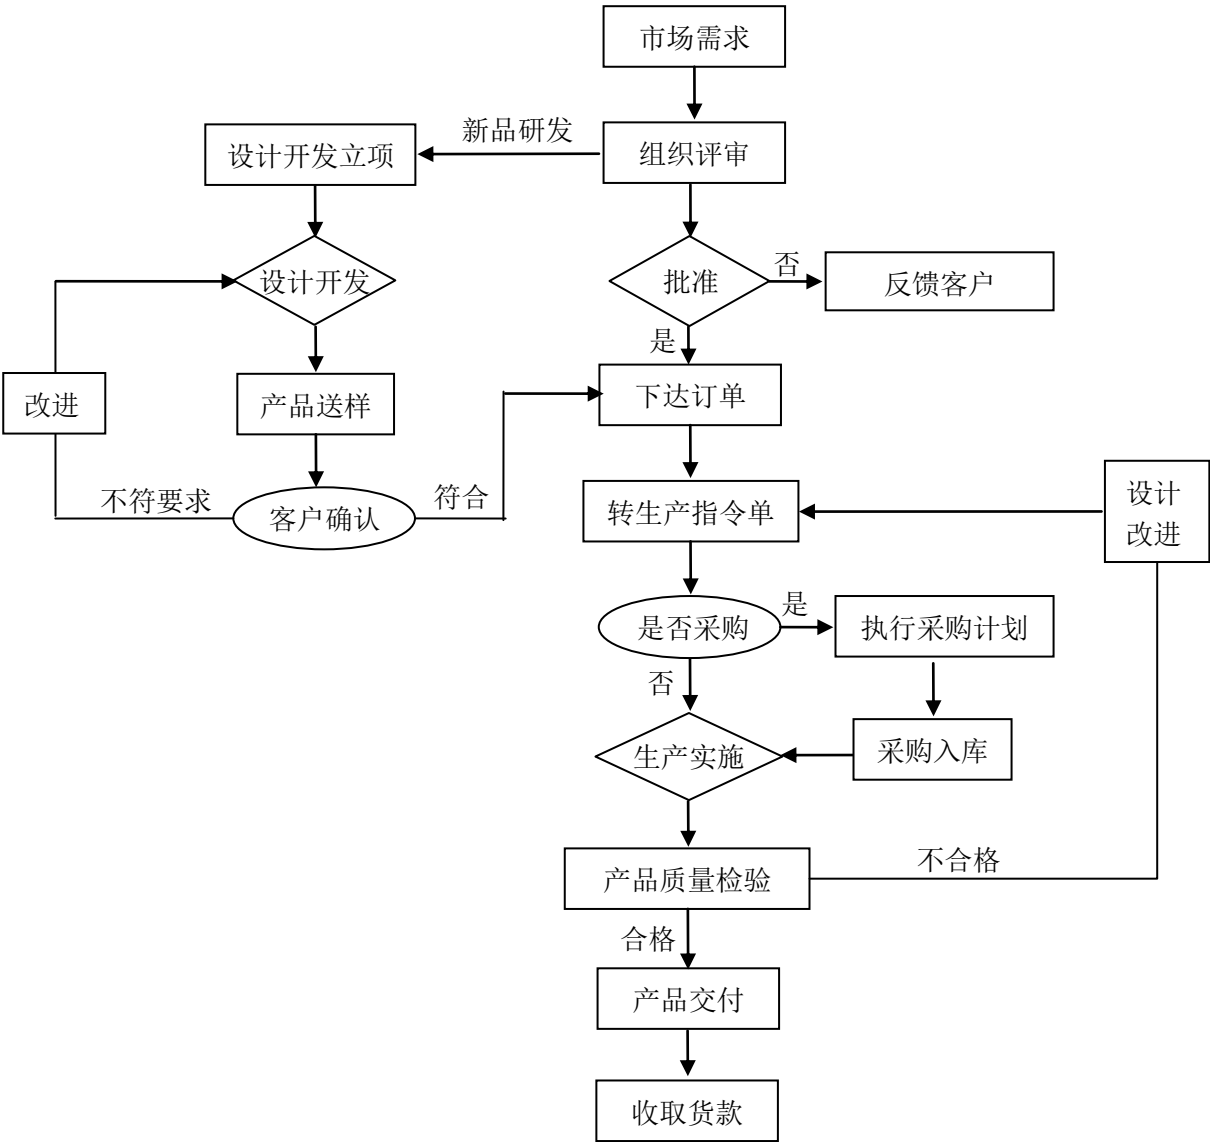 市场需求
新品研发
设计开发立项
组织评审
设计开发
批准
否
反馈客户
是
改进
产品送样
下达订单
不符要求
客户确认
符合
转生产指令单
设计
改进
是否采购
是
执行采购计划
否
生产实施
采购入库
产品质量检验
不合格
合格
产品交付
收取货款